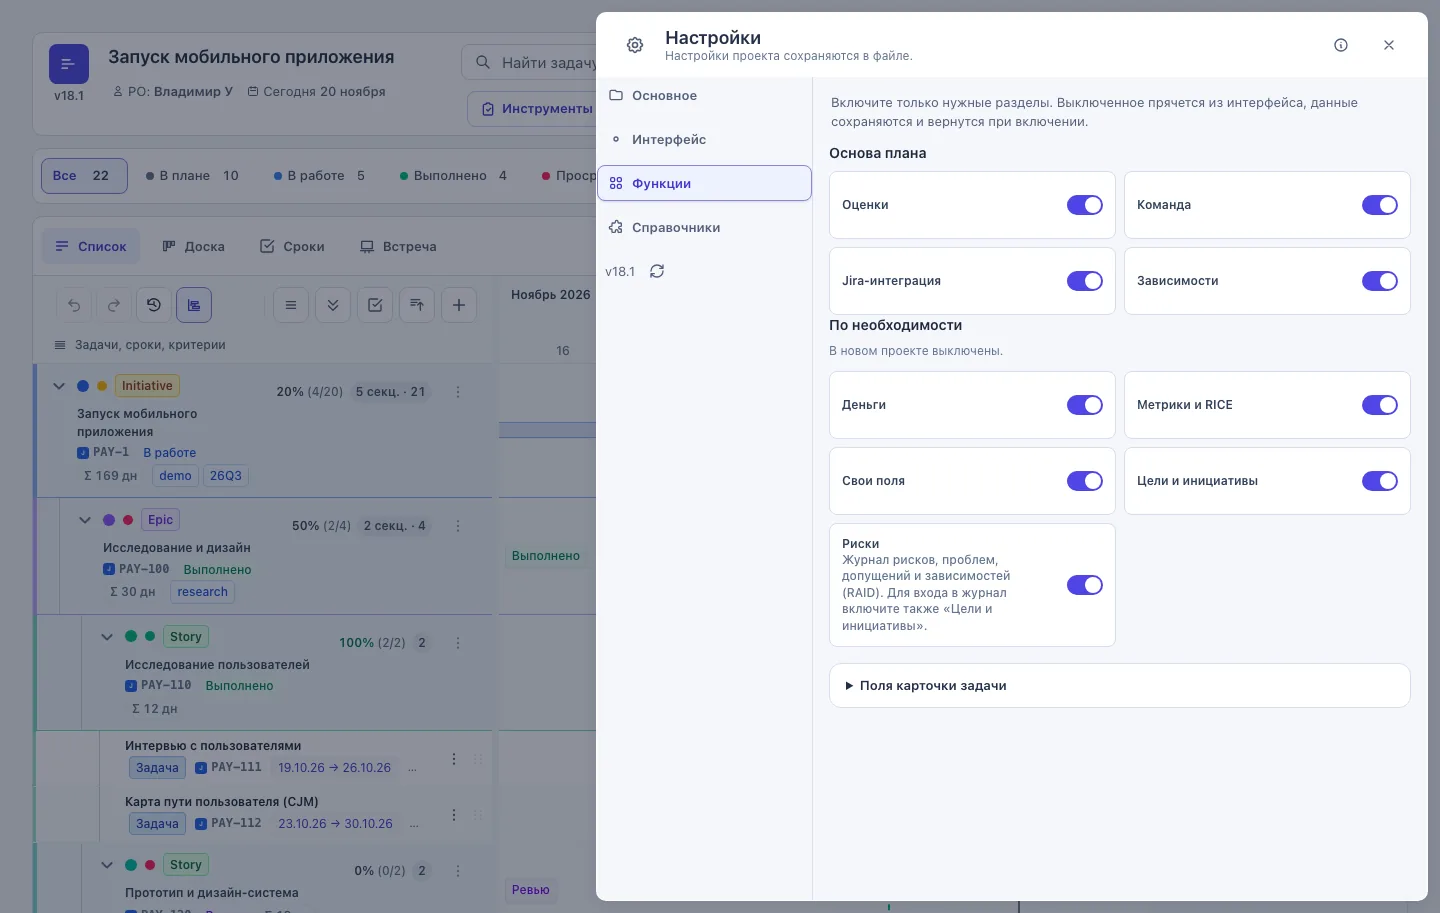 Запуск мобильного приложения
v18.1
PO: Владимир У
Сегодня 20 ноября
Найти задачу
Инструменты
Все 22
В плане 10
В работе 5
Выполнено 4
Проср
Список
Доска
Сроки
Встреча
Ноябрь 2026
Задачи, сроки, критерии
16
Initiative
20% (4/20) 5 секц. · 21
Запуск мобильного
приложения
PAY-1 В работе
Σ 169 дн demo 26Q3
Epic
50% (2/4) 2 секц. · 4
Исследование и дизайн
PAY-100 Выполнено
Σ 30 дн research
Выполнено
Story
100% (2/2) 2
Исследование пользователей
PAY-110 Выполнено
Σ 12 дн
Интервью с пользователями
Задача PAY-111 19.10.26 → 26.10.26 ...
Карта пути пользователя (CJM)
Задача PAY-112 23.10.26 → 30.10.26 ...
Story
0% (0/2) 2
Прототип и дизайн-система
Ревью
Настройки
Настройки проекта сохраняются в файле.
Основное
Интерфейс
Функции
Справочники
v18.1
Включите только нужные разделы. Выключенное прячется из интерфейса, данные
сохраняются и вернутся при включении.
Основа плана
Оценки
Команда
Jira-интеграция
Зависимости
По необходимости
В новом проекте выключены.
Деньги
Метрики и RICE
Свои поля
Цели и инициативы
Риски
Журнал рисков, проблем,
допущений и зависимостей
(RAID). Для входа в журнал
включите также «Цели и
инициативы».
Поля карточки задачи